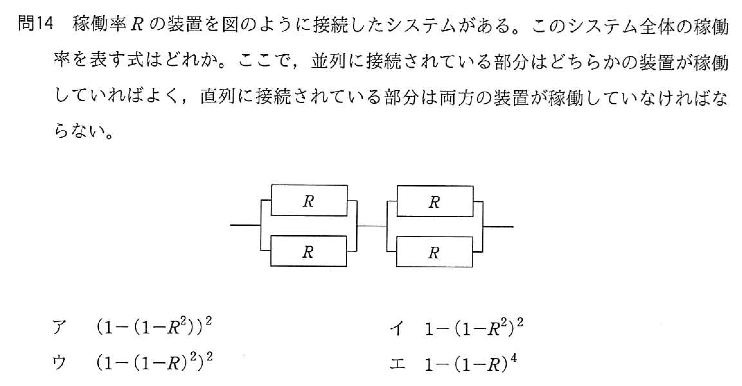 問14 稼働率 R の装置を図のように接続したシステムがある。このシステム全体の稼働
率を表す式はどれか。ここで，並列に接続されている部分はどちらかの装置が稼働
していればよく，直列に接続されている部分は両方の装置が稼働していなければな
らない。
R R
R R
ア (1−(1−R²))² イ 1−(1−R²)²
ウ (1−(1−R)²)² エ 1−(1−R)⁴